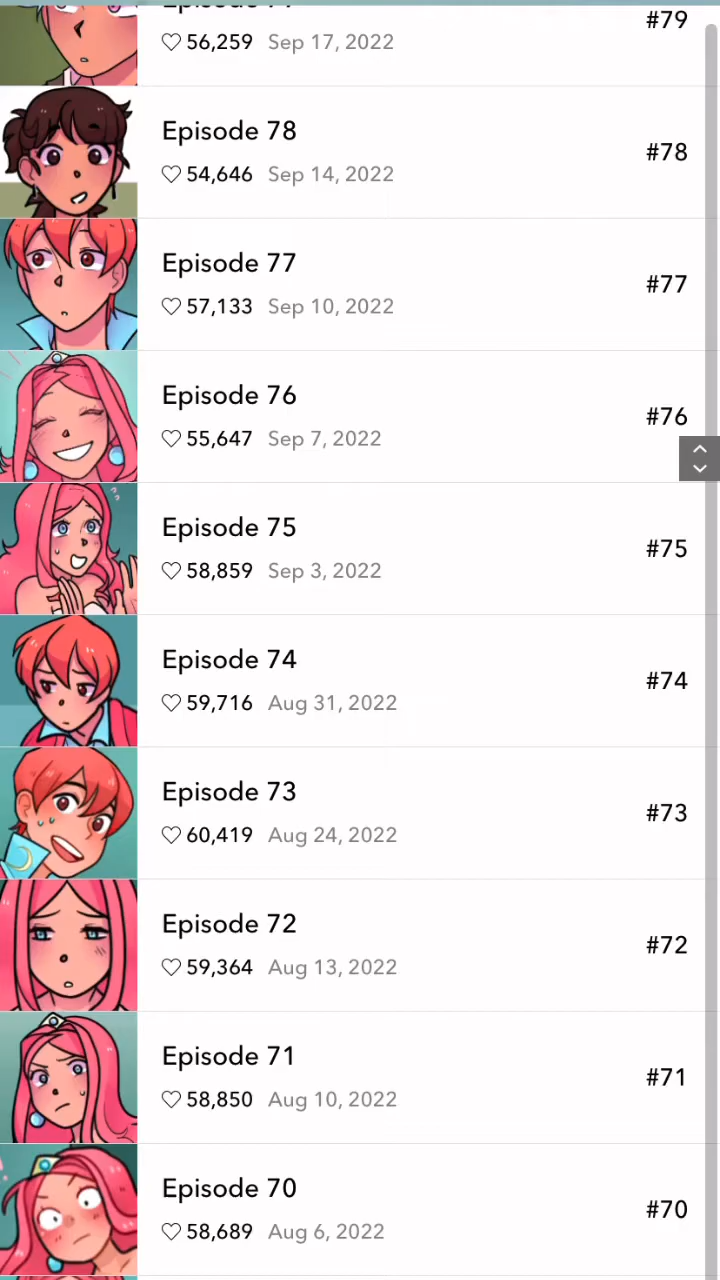 #79
56,259 Sep 17, 2022
Episode 78
54,646 Sep 14, 2022
#78
Episode 77
57,133 Sep 10, 2022
#77
Episode 76
55,647 Sep 7, 2022
#76
Episode 75
58,859 Sep 3, 2022
#75
Episode 74
59,716 Aug 31, 2022
#74
Episode 73
60,419 Aug 24, 2022
#73
Episode 72
59,364 Aug 13, 2022
#72
Episode 71
58,850 Aug 10, 2022
#71
Episode 70
58,689 Aug 6, 2022
#70